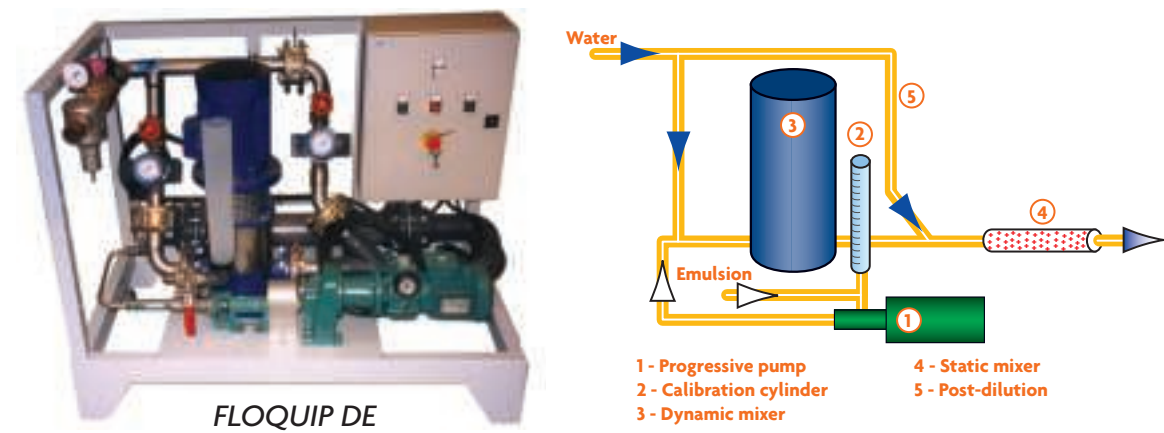 FLOQUIP DE
Water
5
3
2
4
Emulsion
1
1 - Progressive pump
2 - Calibration cylinder
3 - Dynamic mixer
4 - Static mixer
5 - Post-dilution